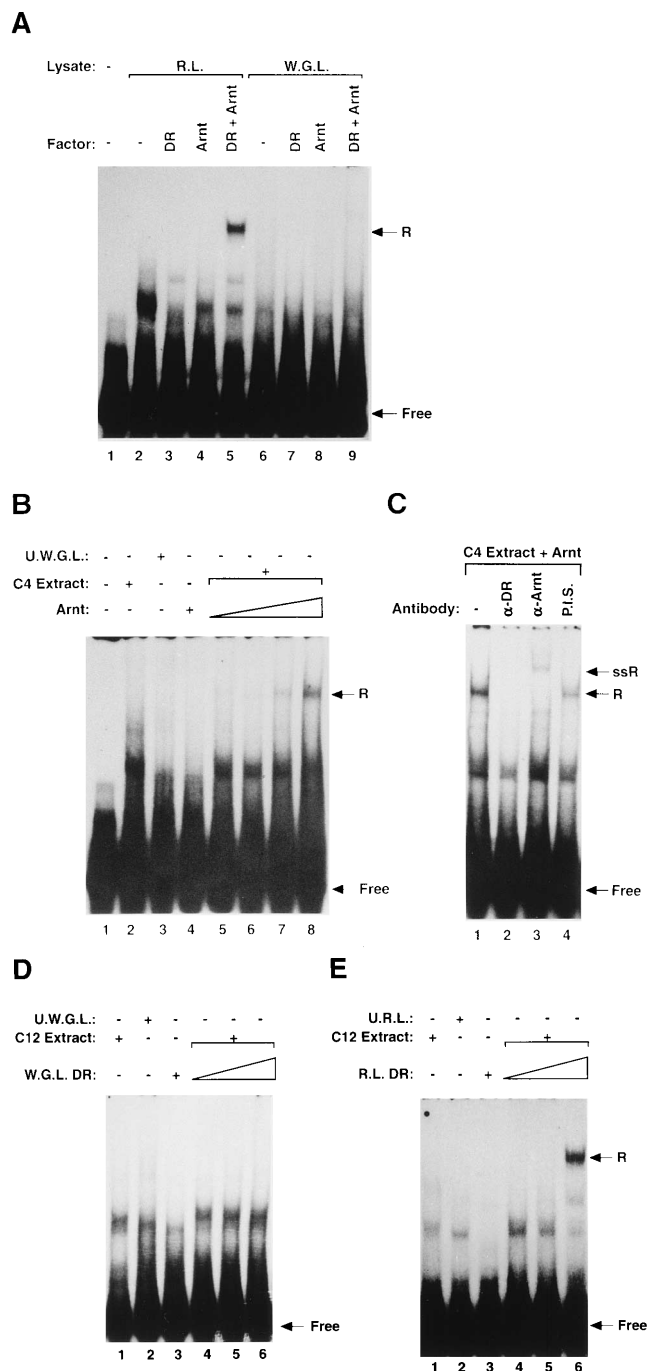 A
Lysate: - R.L. W.G.L.
Factor: - - DR Arnt DR + Arnt - DR Arnt DR + Arnt
R
Free
1 2 3 4 5 6 7 8 9
B
U.W.G.L.: - - + - - - - -
C4 Extract: - + - - +
Arnt: - - - +
R
Free
1 2 3 4 5 6 7 8
C
C4 Extract + Arnt
Antibody: - α-DR α-Arnt P.I.S.
ssR
R
Free
1 2 3 4
D
U.W.G.L.: - + - - - -
C12 Extract: + - - +
W.G.L. DR: - - +
Free
1 2 3 4 5 6
E
U.R.L.: - + - - - -
C12 Extract: + - - +
R.L. DR: - - +
R
Free
1 2 3 4 5 6